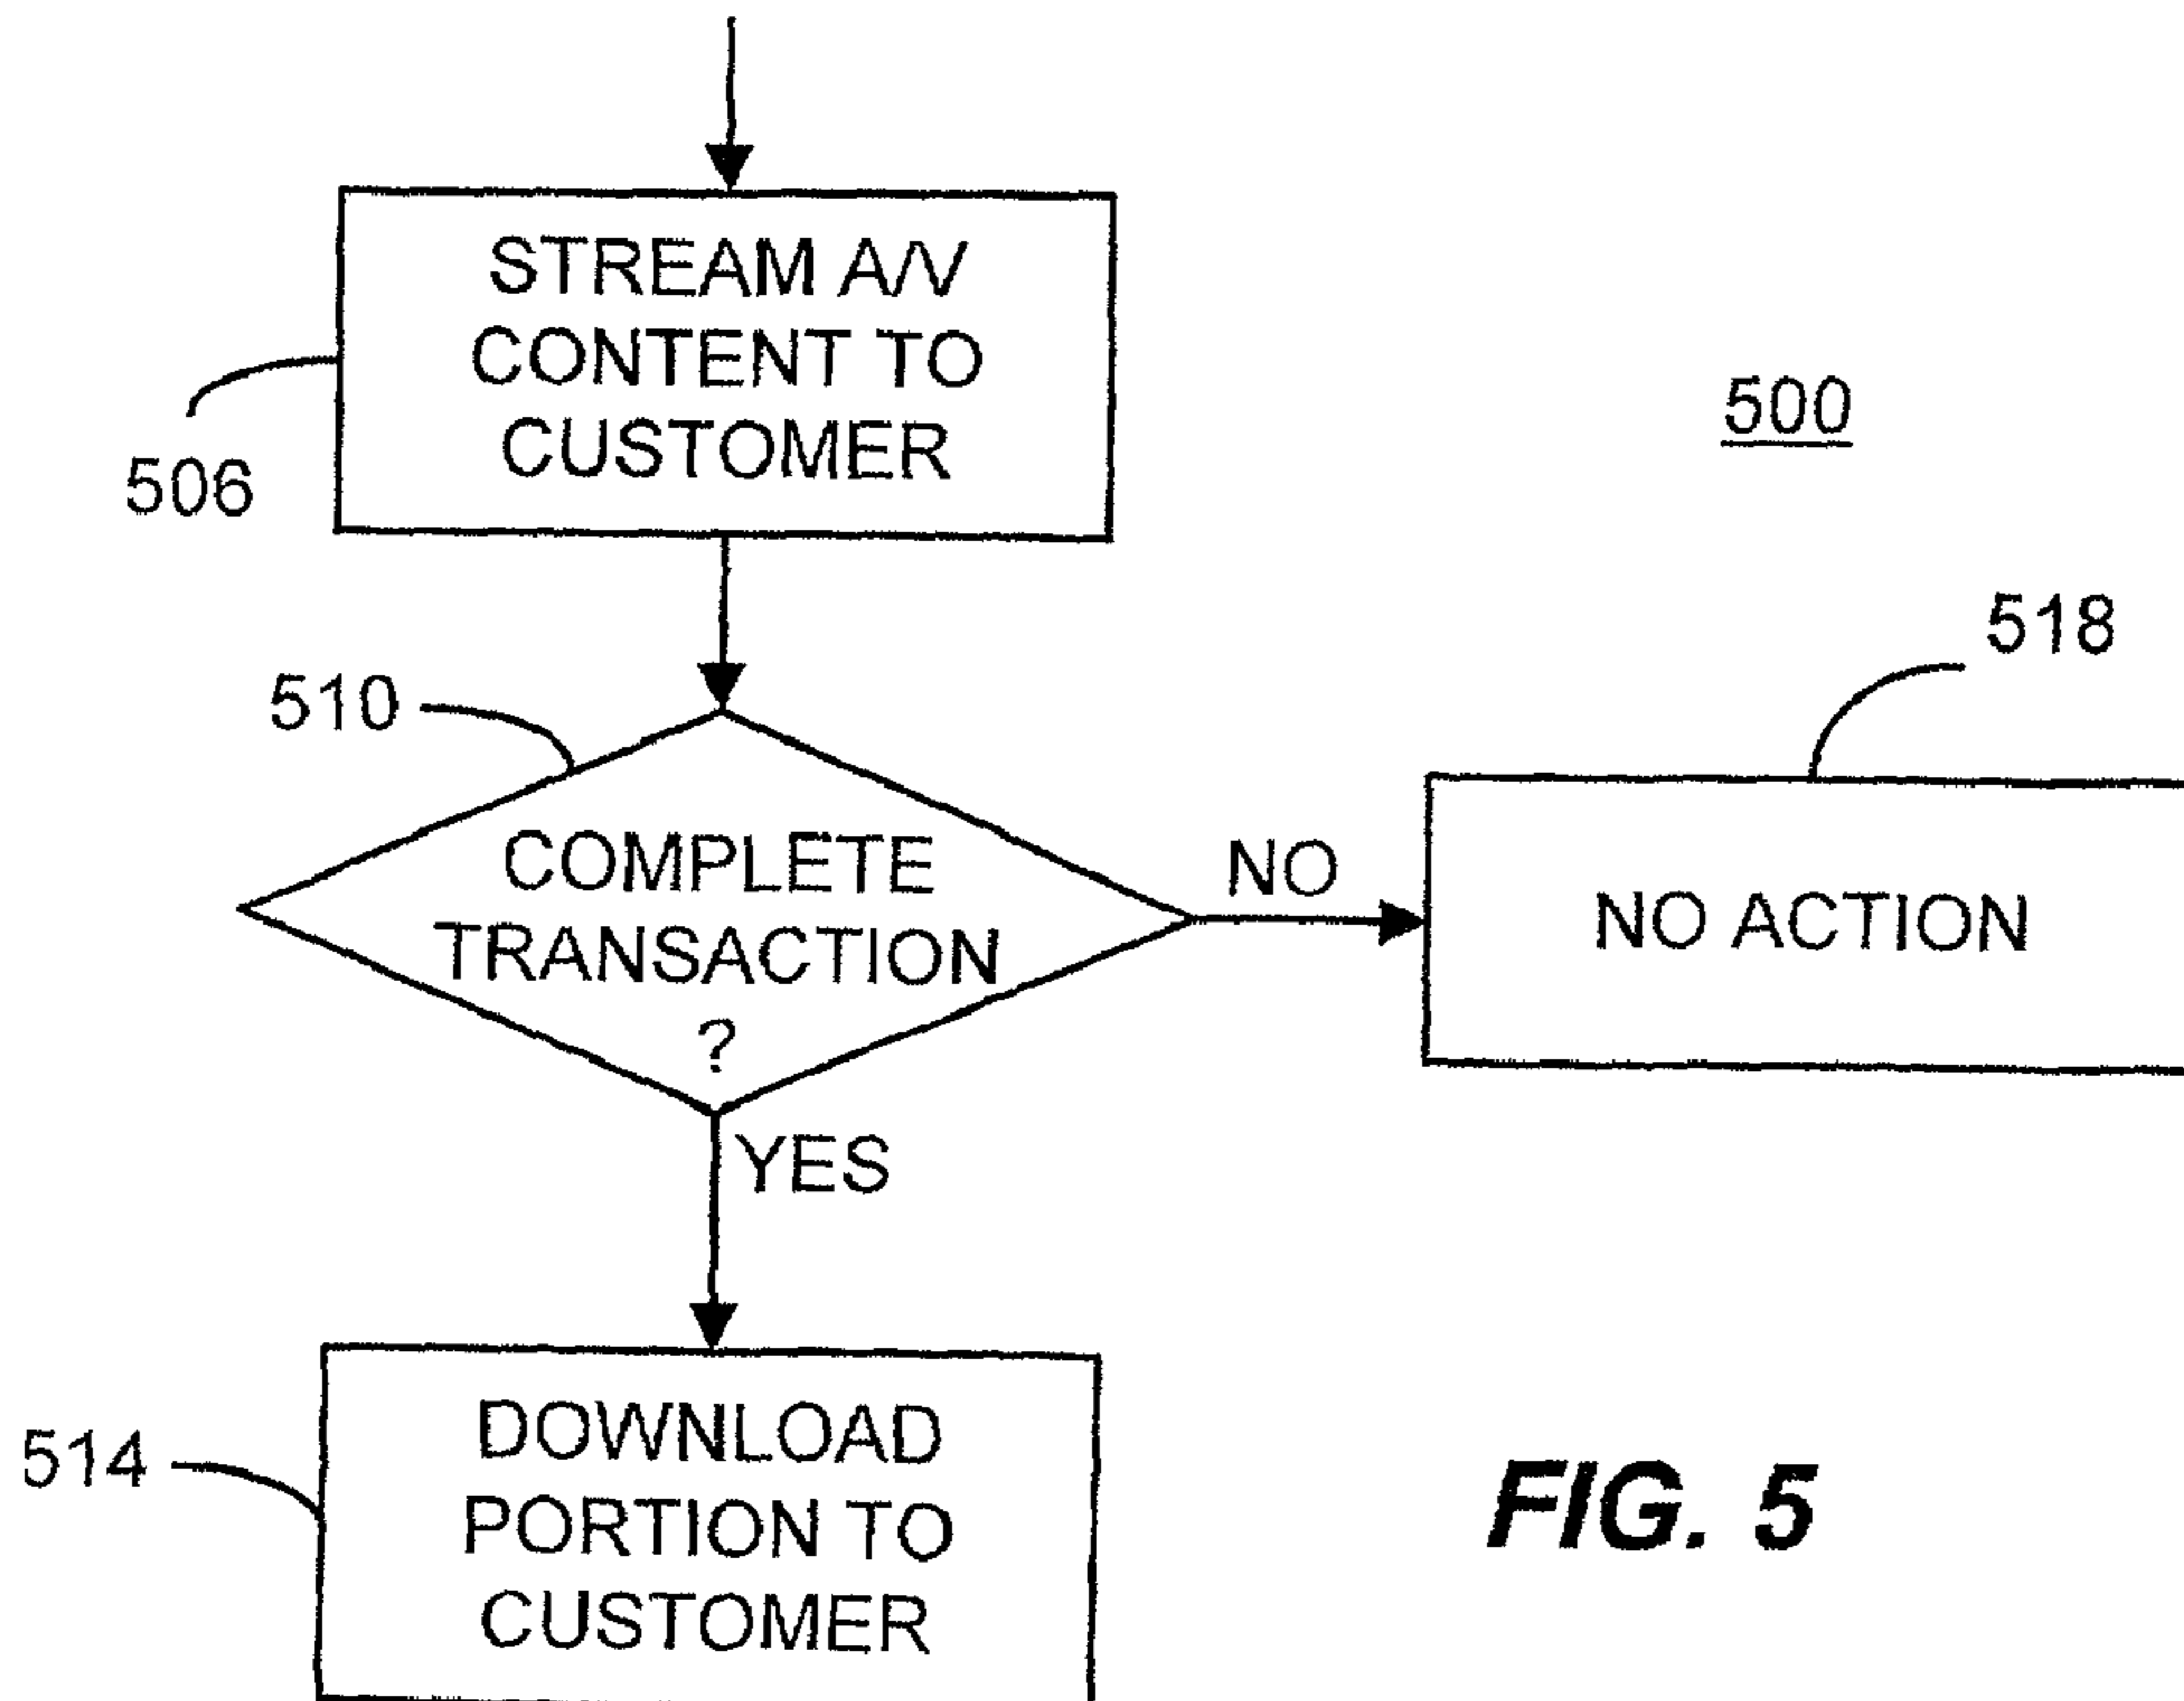 STREAM A/V
CONTENT TO
CUSTOMER
506
500
510
518
COMPLETE
TRANSACTION
?
NO
NO ACTION
YES
514
DOWNLOAD
PORTION TO
CUSTOMER
FIG. 5